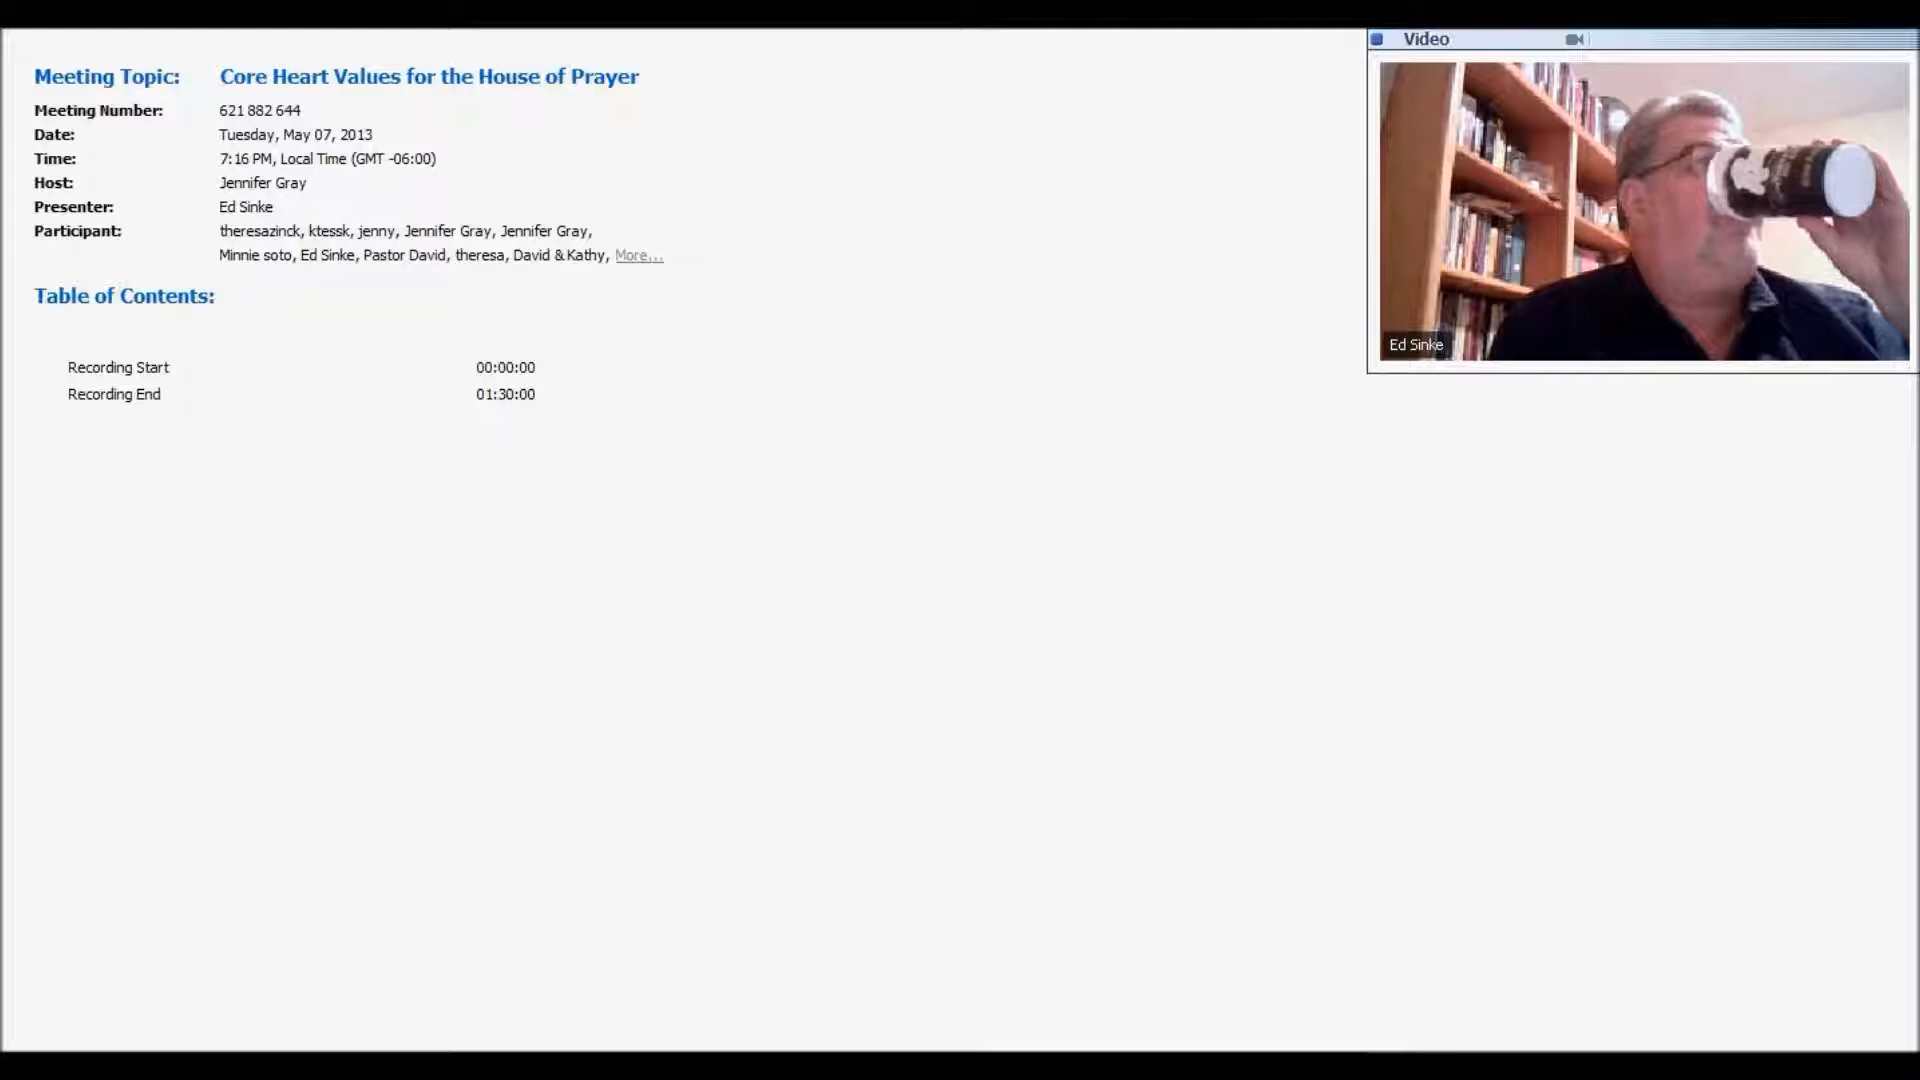 Meeting Topic: Core Heart Values for the House of Prayer
Meeting Number: 621 882 644
Date: Tuesday, May 07, 2013
Time: 7:16 PM, Local Time (GMT -06:00)
Host: Jennifer Gray
Presenter: Ed Sinke
Participant: theresazinck, ktessk, jenny, Jennifer Gray, Jennifer Gray,
Minnie soto, Ed Sinke, Pastor David, theresa, David & Kathy, More...
Table of Contents:
Recording Start 00:00:00
Recording End 01:30:00
Video
Ed Sinke